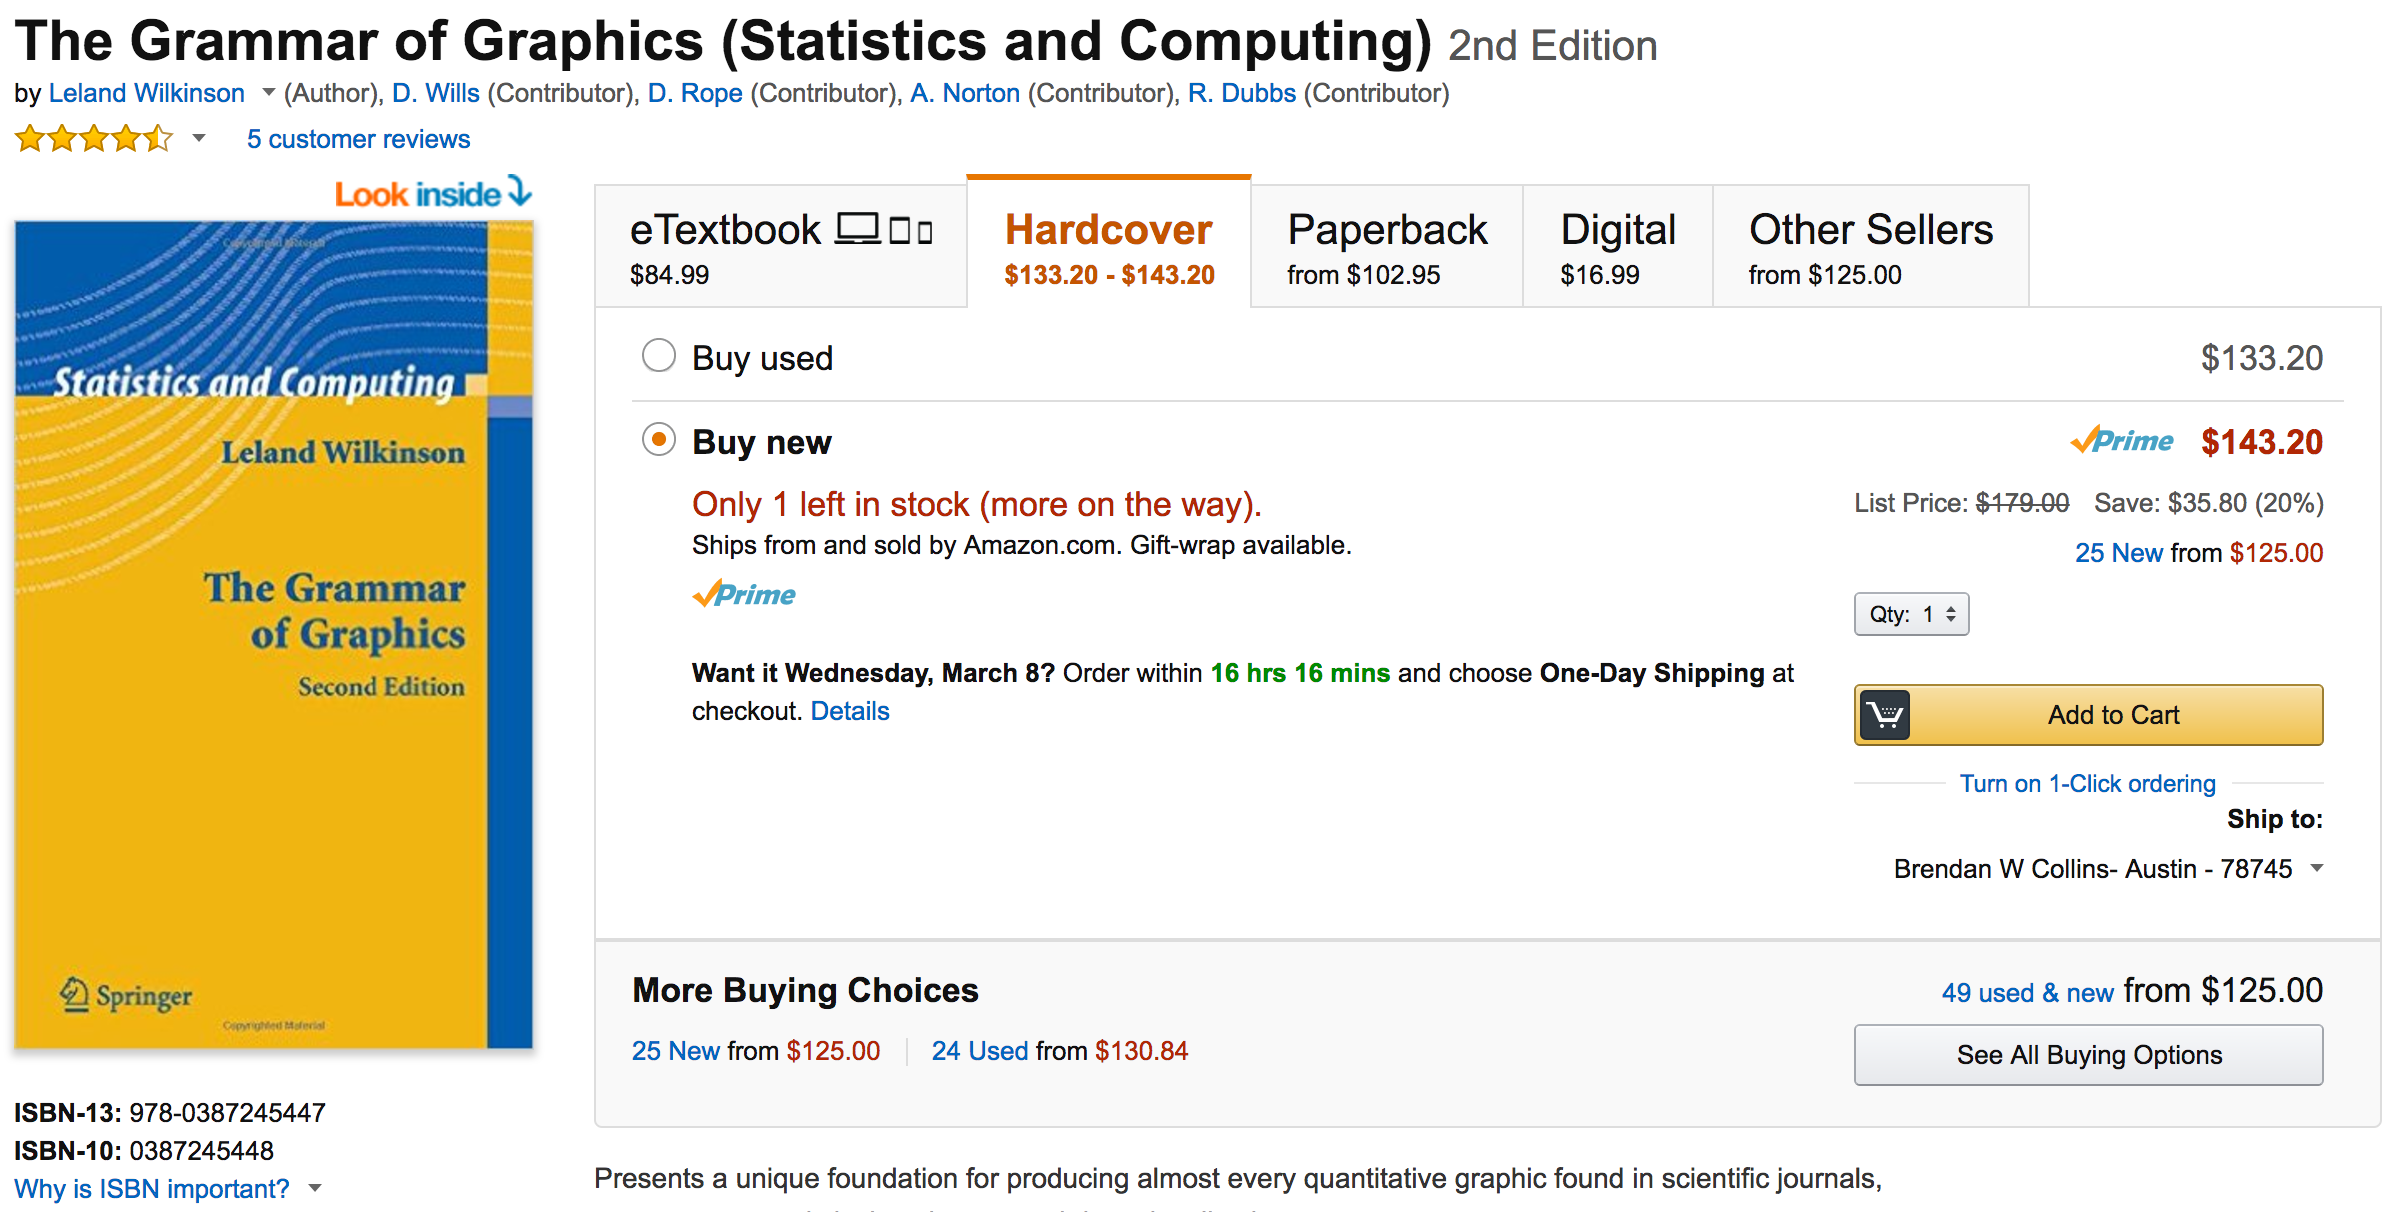 The Grammar of Graphics (Statistics and Computing) 2nd Edition
by Leland Wilkinson (Author), D. Wills (Contributor), D. Rope (Contributor), A. Norton (Contributor), R. Dubbs (Contributor)
5 customer reviews
Look inside
Copyrighted Material
Statistics and Computing
Leland Wilkinson
The Grammar
of Graphics
Second Edition
Springer
Copyrighted Material
ISBN-13: 978-0387245447
ISBN-10: 0387245448
Why is ISBN important?
eTextbook
$84.99
Hardcover
$133.20 - $143.20
Paperback
from $102.95
Digital
$16.99
Other Sellers
from $125.00
Buy used $133.20
Buy new Prime $143.20
Only 1 left in stock (more on the way).
Ships from and sold by Amazon.com. Gift-wrap available.
Prime
Want it Wednesday, March 8? Order within 16 hrs 16 mins and choose One-Day Shipping at
checkout. Details
List Price: $179.00 Save: $35.80 (20%)
25 New from $125.00
Qty: 1
Add to Cart
Turn on 1-Click ordering
Ship to:
Brendan W Collins- Austin - 78745
More Buying Choices
25 New from $125.00 24 Used from $130.84
49 used & new from $125.00
See All Buying Options
Presents a unique foundation for producing almost every quantitative graphic found in scientific journals,